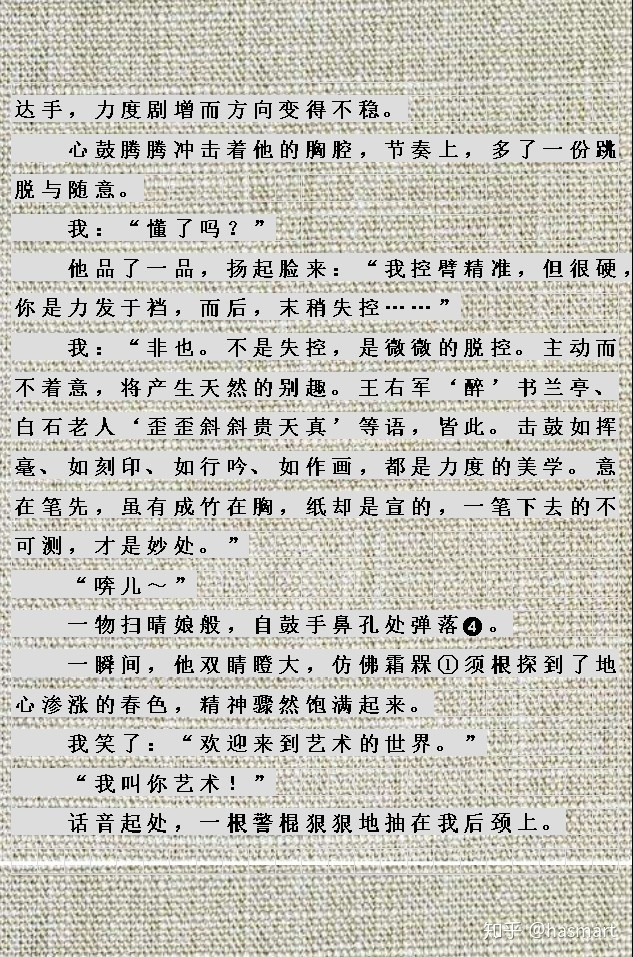 达手，力度剧增而方向变得不稳。
心鼓腾腾冲击着他的胸腔，节奏上，多了一份跳
脱与随意。
我：“懂了吗？”
他品了一品，扬起脸来：“我控臂精准，但很硬，
你是力发于裆，而后，末稍失控……”
我：“非也。不是失控，是微微的脱控。主动而
不着意，将产生天然的别趣。王右军‘醉’书兰亭、
白石老人‘歪歪斜斜贵天真’等语，皆此。击鼓如挥
毫、如刻印、如行吟、如作画，都是力度的美学。意
在笔先，虽有成竹在胸，纸却是宣的，一笔下去的不
可测，才是妙处。”
“嗙儿～”
一物扫晴娘般，自鼓手鼻孔处弹落❹。
一瞬间，他双睛瞪大，仿佛霜槑①须根探到了地
心渗涨的春色，精神骤然饱满起来。
我笑了：“欢迎来到艺术的世界。”
“我叫你艺术！”
话音起处，一根警棍狠狠地抽在我后颈上。
知乎 @hasmart